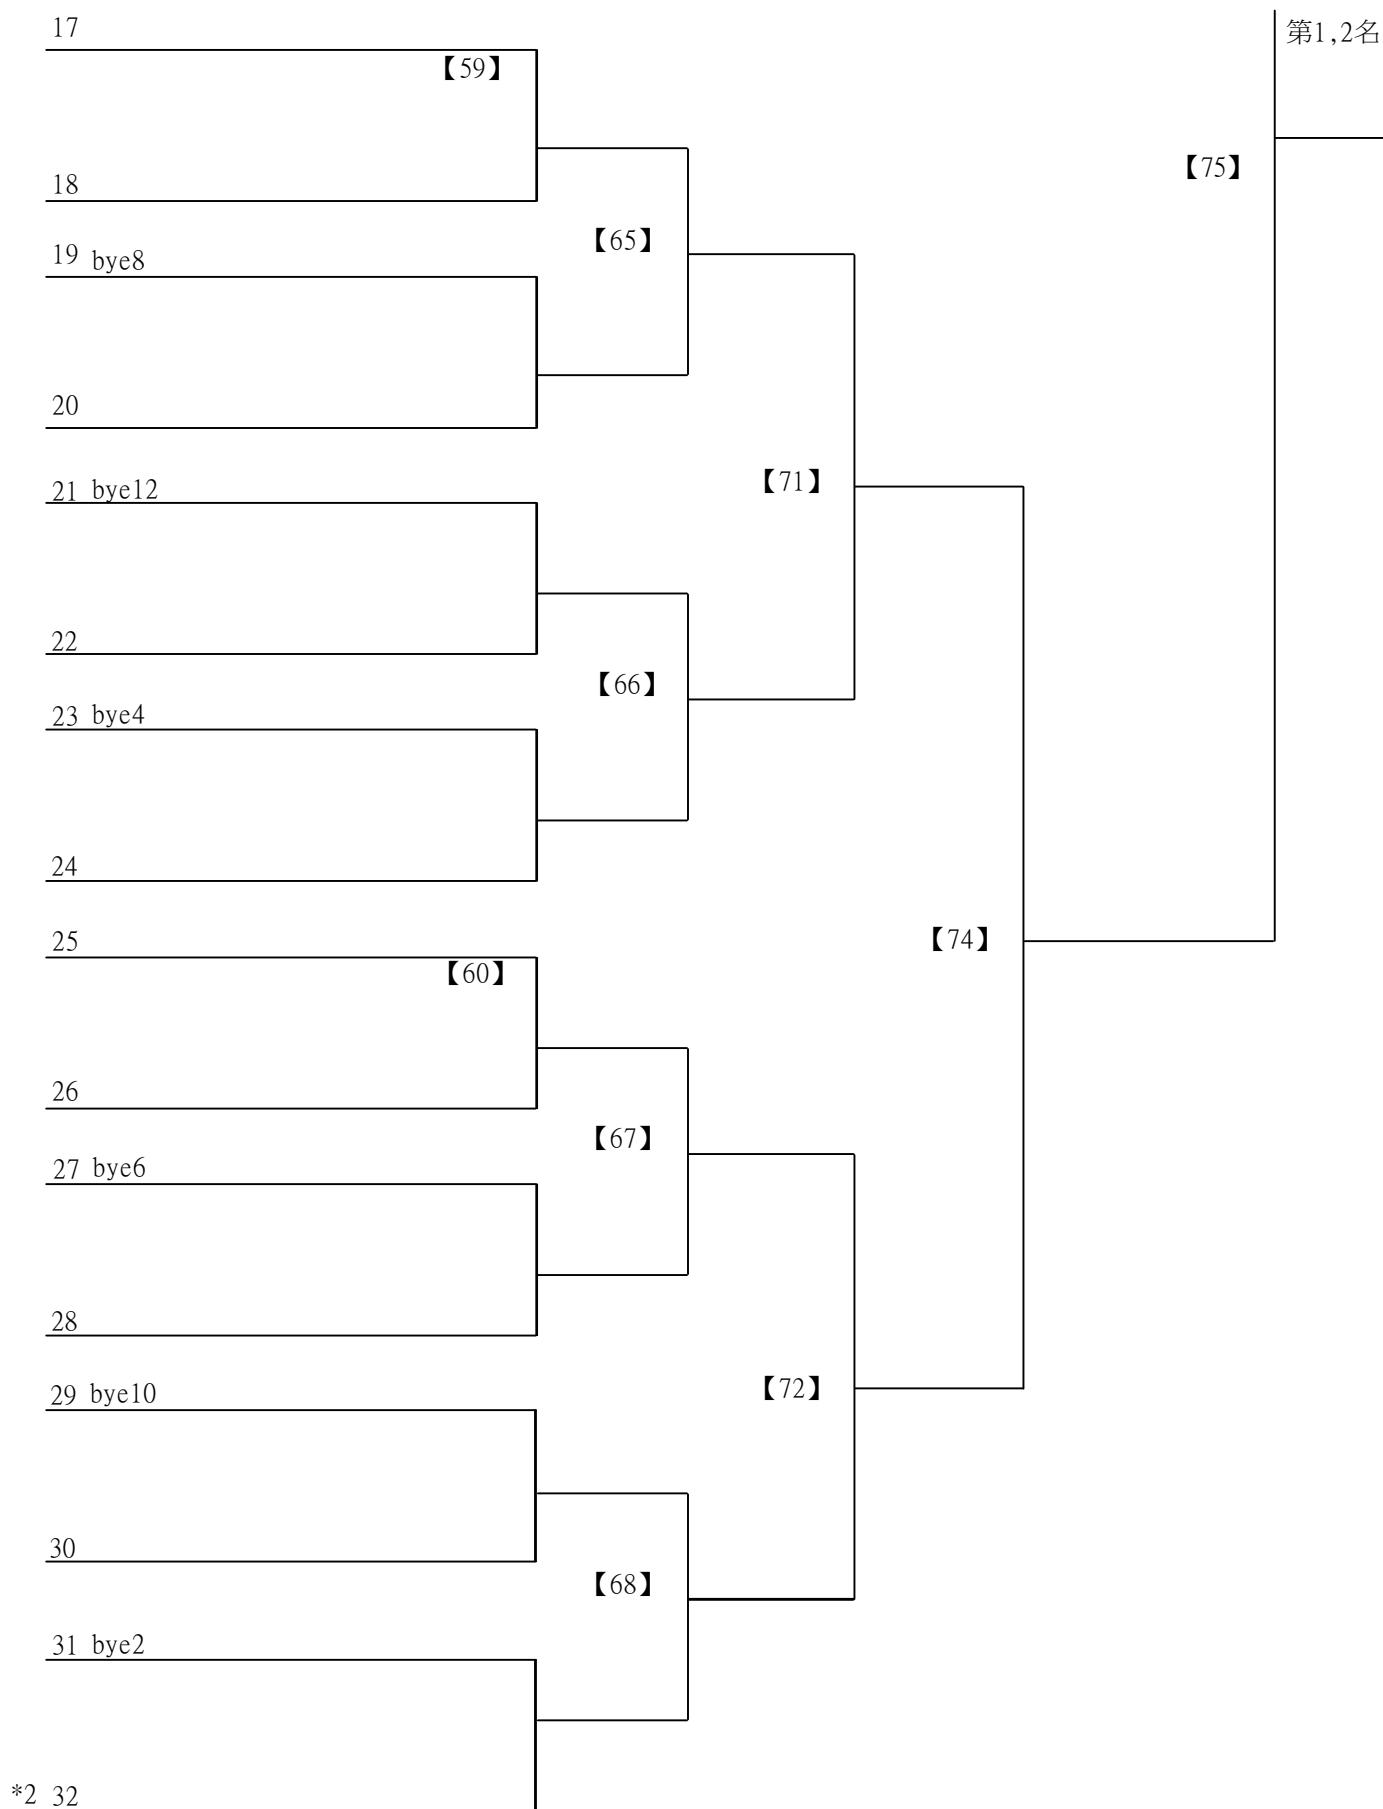 17
第1,2名
【59】
【75】
18
【65】
19 bye8
20
【71】
21 bye12
22
【66】
23 bye4
24
25
【74】
【60】
26
【67】
27 bye6
28
【72】
29 bye10
30
【68】
31 bye2
*2 32